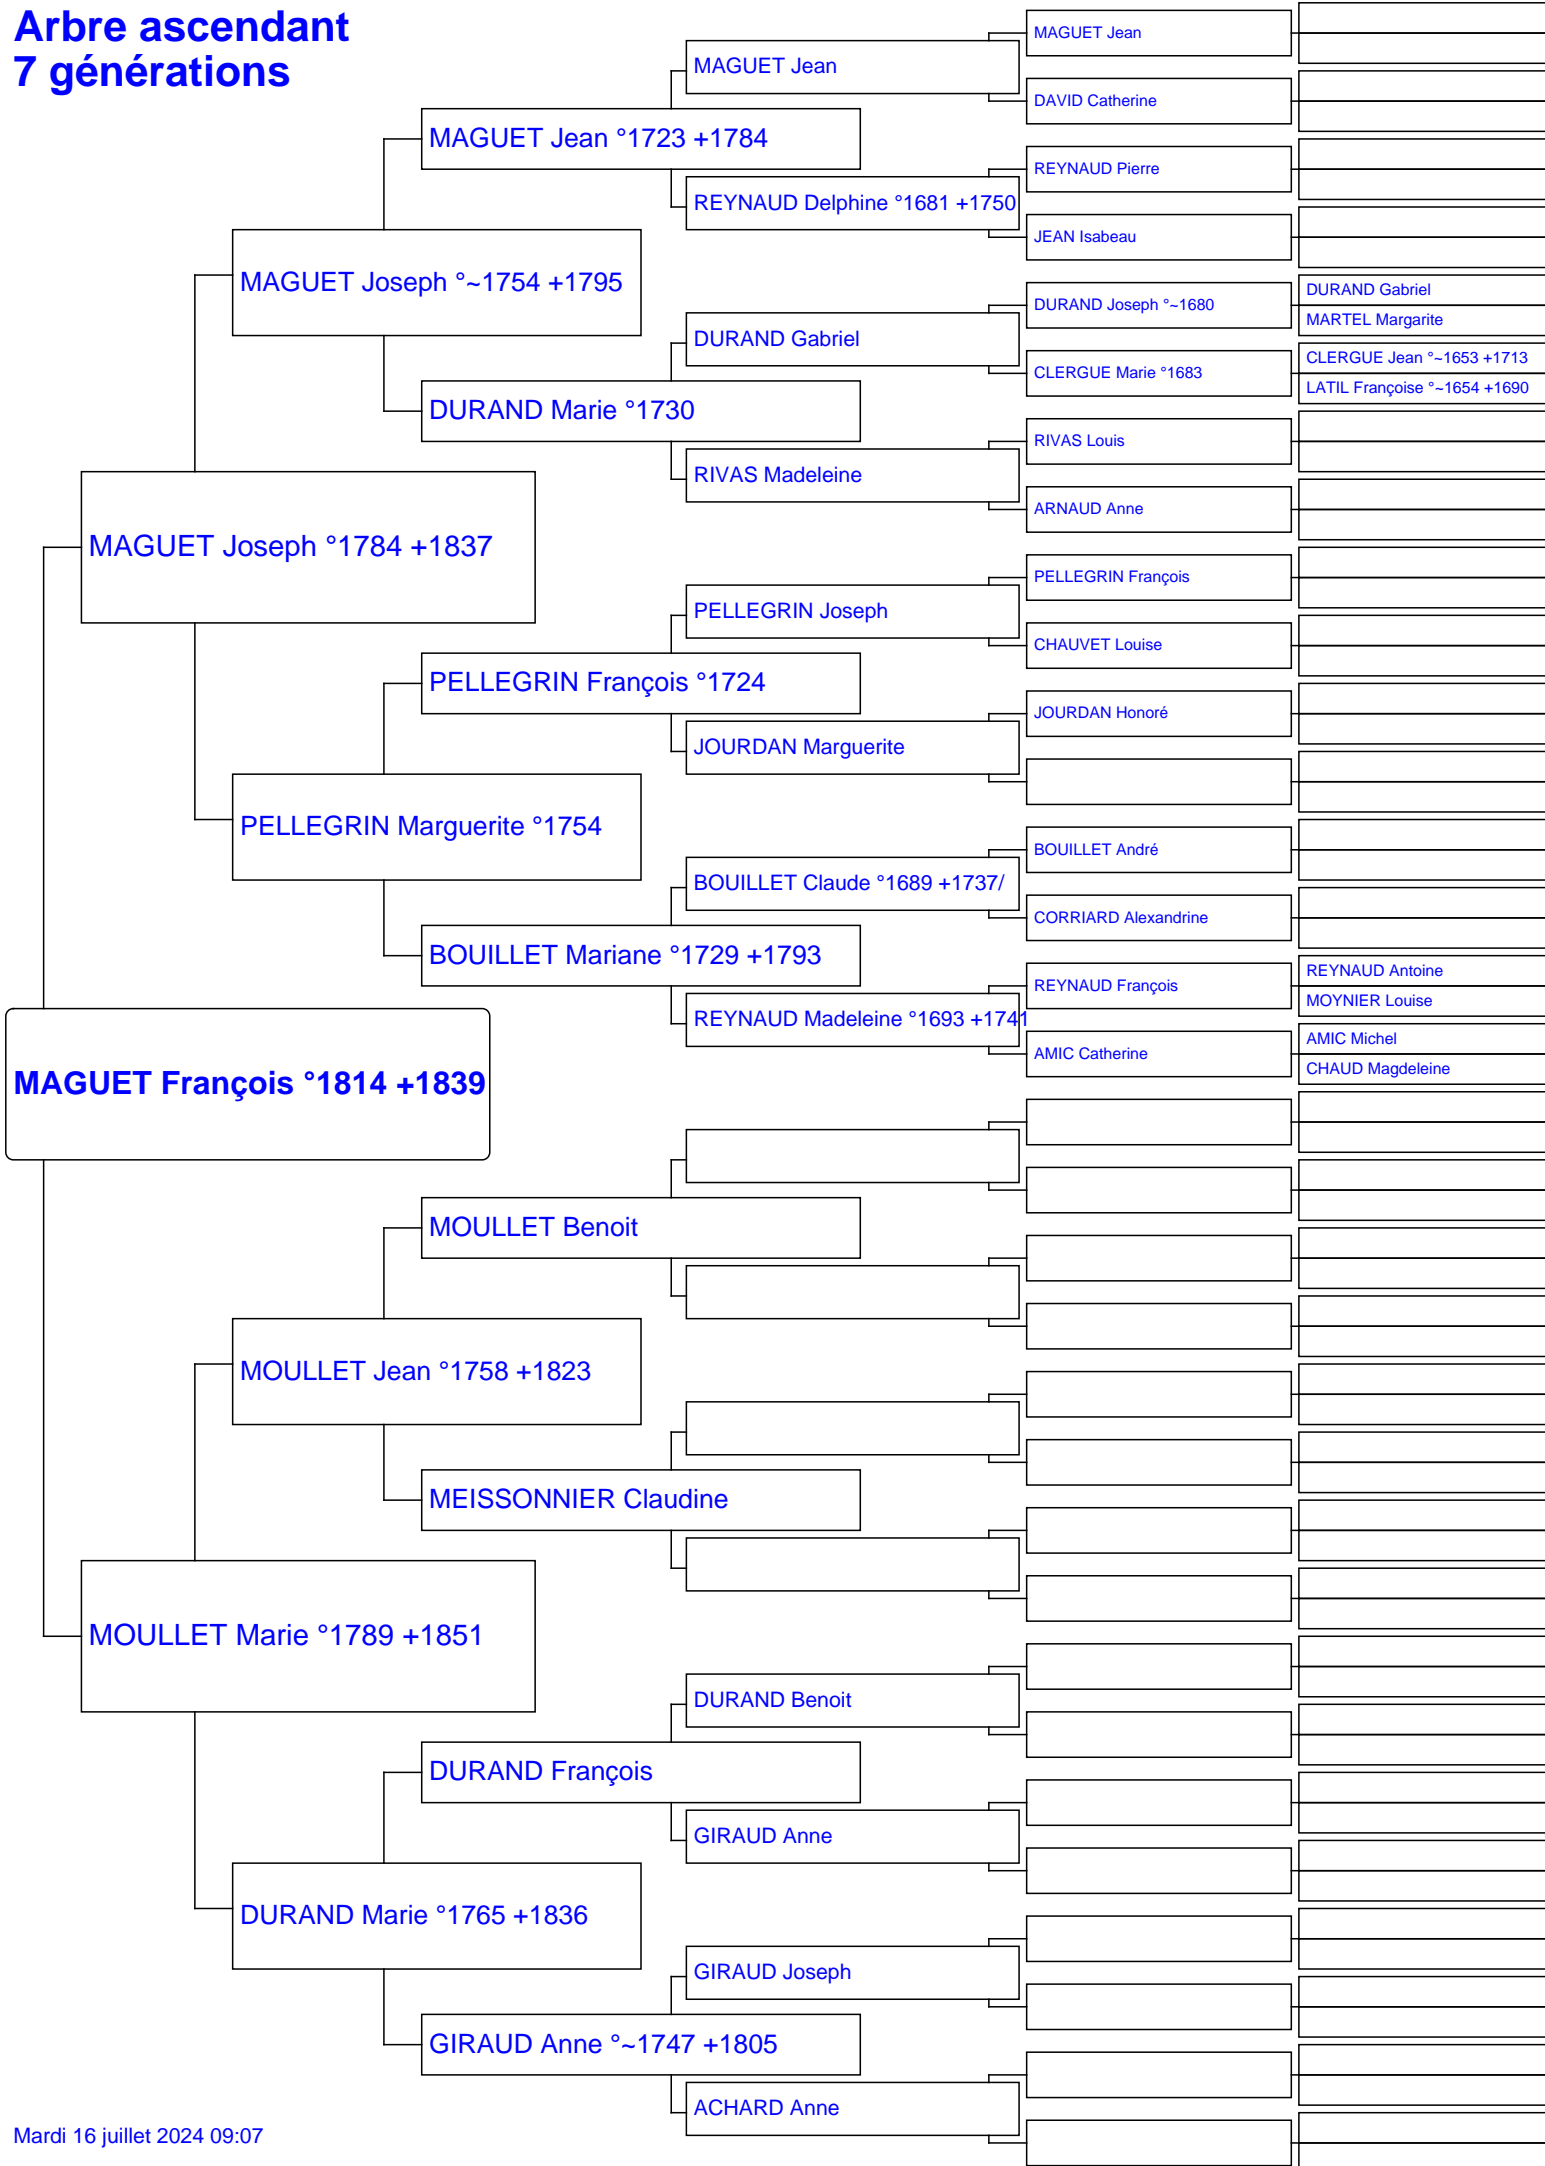 Arbre ascendant
7 générations
MAGUET Jean
MAGUET Jean
DAVID Catherine
MAGUET Jean °1723 +1784
REYNAUD Pierre
REYNAUD Delphine °1681 +1750
JEAN Isabeau
MAGUET Joseph °~1754 +1795
DURAND Gabriel
DURAND Joseph °~1680
MARTEL Margarite
DURAND Gabriel
CLERGUE Jean °~1653 +1713
CLERGUE Marie °1683
LATIL Françoise °~1654 +1690
DURAND Marie °1730
RIVAS Louis
RIVAS Madeleine
ARNAUD Anne
MAGUET Joseph °1784 +1837
PELLEGRIN François
PELLEGRIN Joseph
CHAUVET Louise
PELLEGRIN François °1724
JOURDAN Honoré
JOURDAN Marguerite
PELLEGRIN Marguerite °1754
BOUILLET André
BOUILLET Claude °1689 +1737/
CORRIARD Alexandrine
BOUILLET Mariane °1729 +1793
REYNAUD Antoine
REYNAUD François
MOYNIER Louise
REYNAUD Madeleine °1693 +1741
AMIC Michel
AMIC Catherine
CHAUD Magdeleine
MAGUET François °1814 +1839
MOULLET Benoit
MOULLET Jean °1758 +1823
MEISSONNIER Claudine
MOULLET Marie °1789 +1851
DURAND Benoit
DURAND François
GIRAUD Anne
DURAND Marie °1765 +1836
GIRAUD Joseph
GIRAUD Anne °~1747 +1805
ACHARD Anne
Mardi 16 juillet 2024 09:07